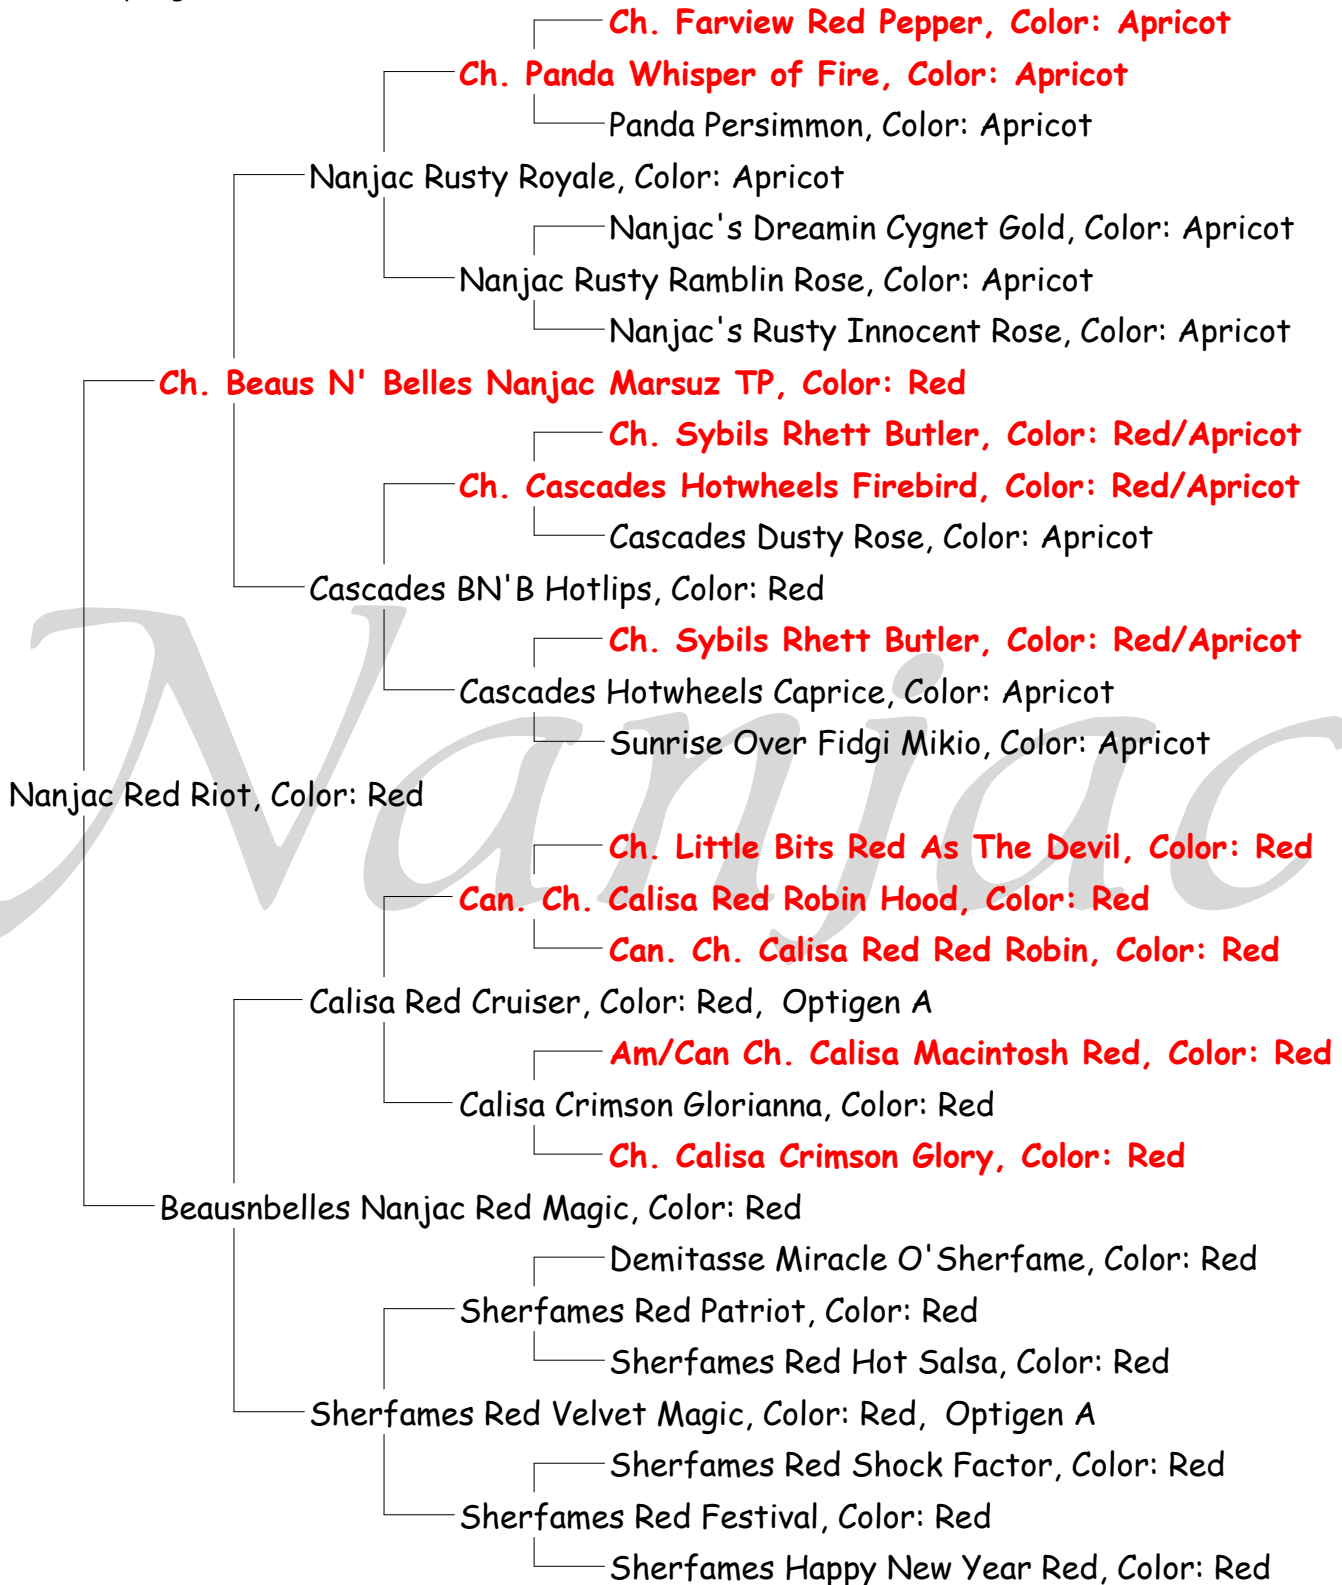 Ch. Farview Red Pepper, Color: Apricot
Ch. Panda Whisper of Fire, Color: Apricot
Panda Persimmon, Color: Apricot
Nanjac Rusty Royale, Color: Apricot
Nanjac's Dreamin Cygnet Gold, Color: Apricot
Nanjac Rusty Ramblin Rose, Color: Apricot
Nanjac's Rusty Innocent Rose, Color: Apricot
Ch. Beaus N' Belles Nanjac Marsuz TP, Color: Red
Ch. Sybils Rhett Butler, Color: Red/Apricot
Ch. Cascades Hotwheels Firebird, Color: Red/Apricot
Cascades Dusty Rose, Color: Apricot
Cascades BN'B Hotlips, Color: Red
Ch. Sybils Rhett Butler, Color: Red/Apricot
Cascades Hotwheels Caprice, Color: Apricot
Sunrise Over Fidgi Mikio, Color: Apricot
Nanjac
Nanjac Red Riot, Color: Red
Ch. Little Bits Red As The Devil, Color: Red
Can. Ch. Calisa Red Robin Hood, Color: Red
Can. Ch. Calisa Red Red Robin, Color: Red
Calisa Red Cruiser, Color: Red, Optigen A
Am/Can Ch. Calisa Macintosh Red, Color: Red
Calisa Crimson Glorianna, Color: Red
Ch. Calisa Crimson Glory, Color: Red
Beausnbelles Nanjac Red Magic, Color: Red
Demitasse Miracle O'Sherfame, Color: Red
Sherfames Red Patriot, Color: Red
Sherfames Red Hot Salsa, Color: Red
Sherfames Red Velvet Magic, Color: Red, Optigen A
Sherfames Red Shock Factor, Color: Red
Sherfames Red Festival, Color: Red
Sherfames Happy New Year Red, Color: Red